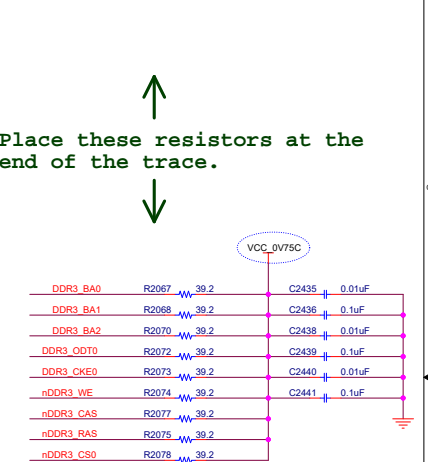 Place these resistors at the
end of the trace.
VCC_0V75C
DDR3_BA0 R2067 39.2 C2435 0.01uF
DDR3_BA1 R2068 39.2 C2436 0.1uF
DDR3_BA2 R2070 39.2 C2438 0.01uF
DDR3_ODT0 R2072 39.2 C2439 0.1uF
DDR3_CKE0 R2073 39.2 C2440 0.01uF
nDDR3_WE R2074 39.2 C2441 0.1uF
nDDR3_CAS R2077 39.2
nDDR3_RAS R2075 39.2
nDDR3_CS0 R2078 39.2